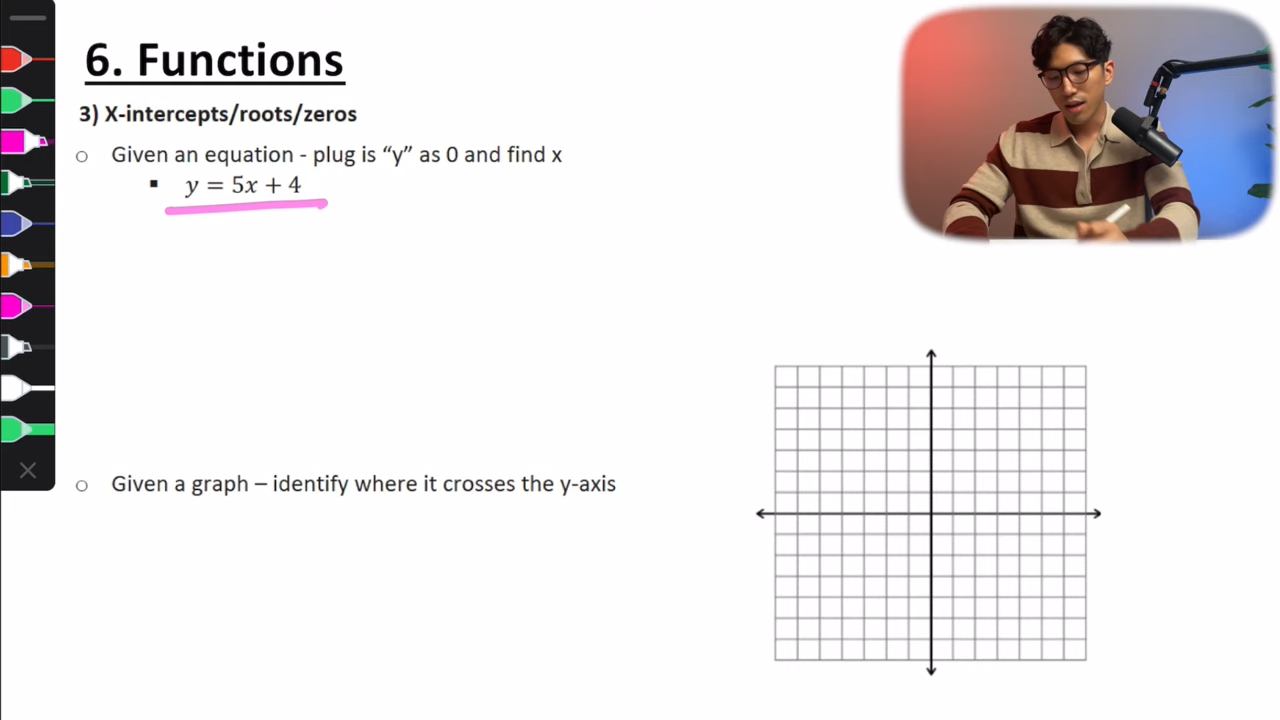 6. Functions
3) X-intercepts/roots/zeros
○ Given an equation - plug is “y” as 0 and find x
▪ y = 5x + 4
○ Given a graph – identify where it crosses the y-axis